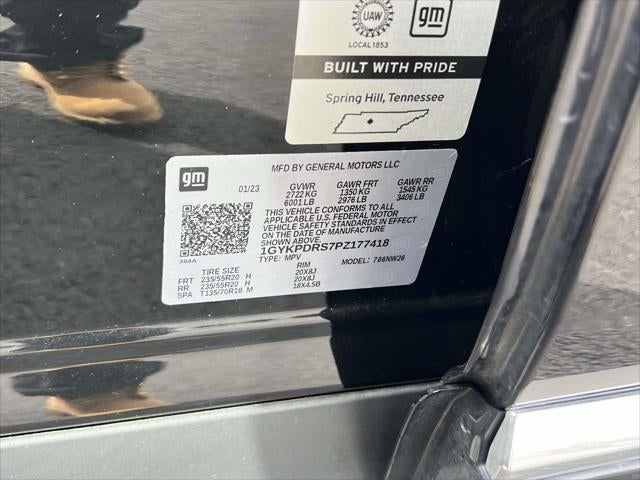 UAW
gm
LOCAL 1853
BUILT WITH PRIDE
Spring Hill, Tennessee
gm
MFD BY GENERAL MOTORS LLC
01/23 GVWR GAWR FRT GAWR RR
2722 KG 1350 KG 1545 KG
6001 LB 2976 LB 3406 LB
THIS VEHICLE CONFORMS TO ALL
APPLICABLE U.S. FEDERAL MOTOR
VEHICLE SAFETY STANDARDS IN
EFFECT ON THE DATE OF
MANUFACTURE SHOWN ABOVE.
384A
1GYKPDRS7PZ177418
TYPE: MPV MODEL: 786NW26
TIRE SIZE RIM
FRT 235/55R20 H 20X8J
RR 235/55R20 H 20X8J
SPA T135/70R18 M 18X4.5B